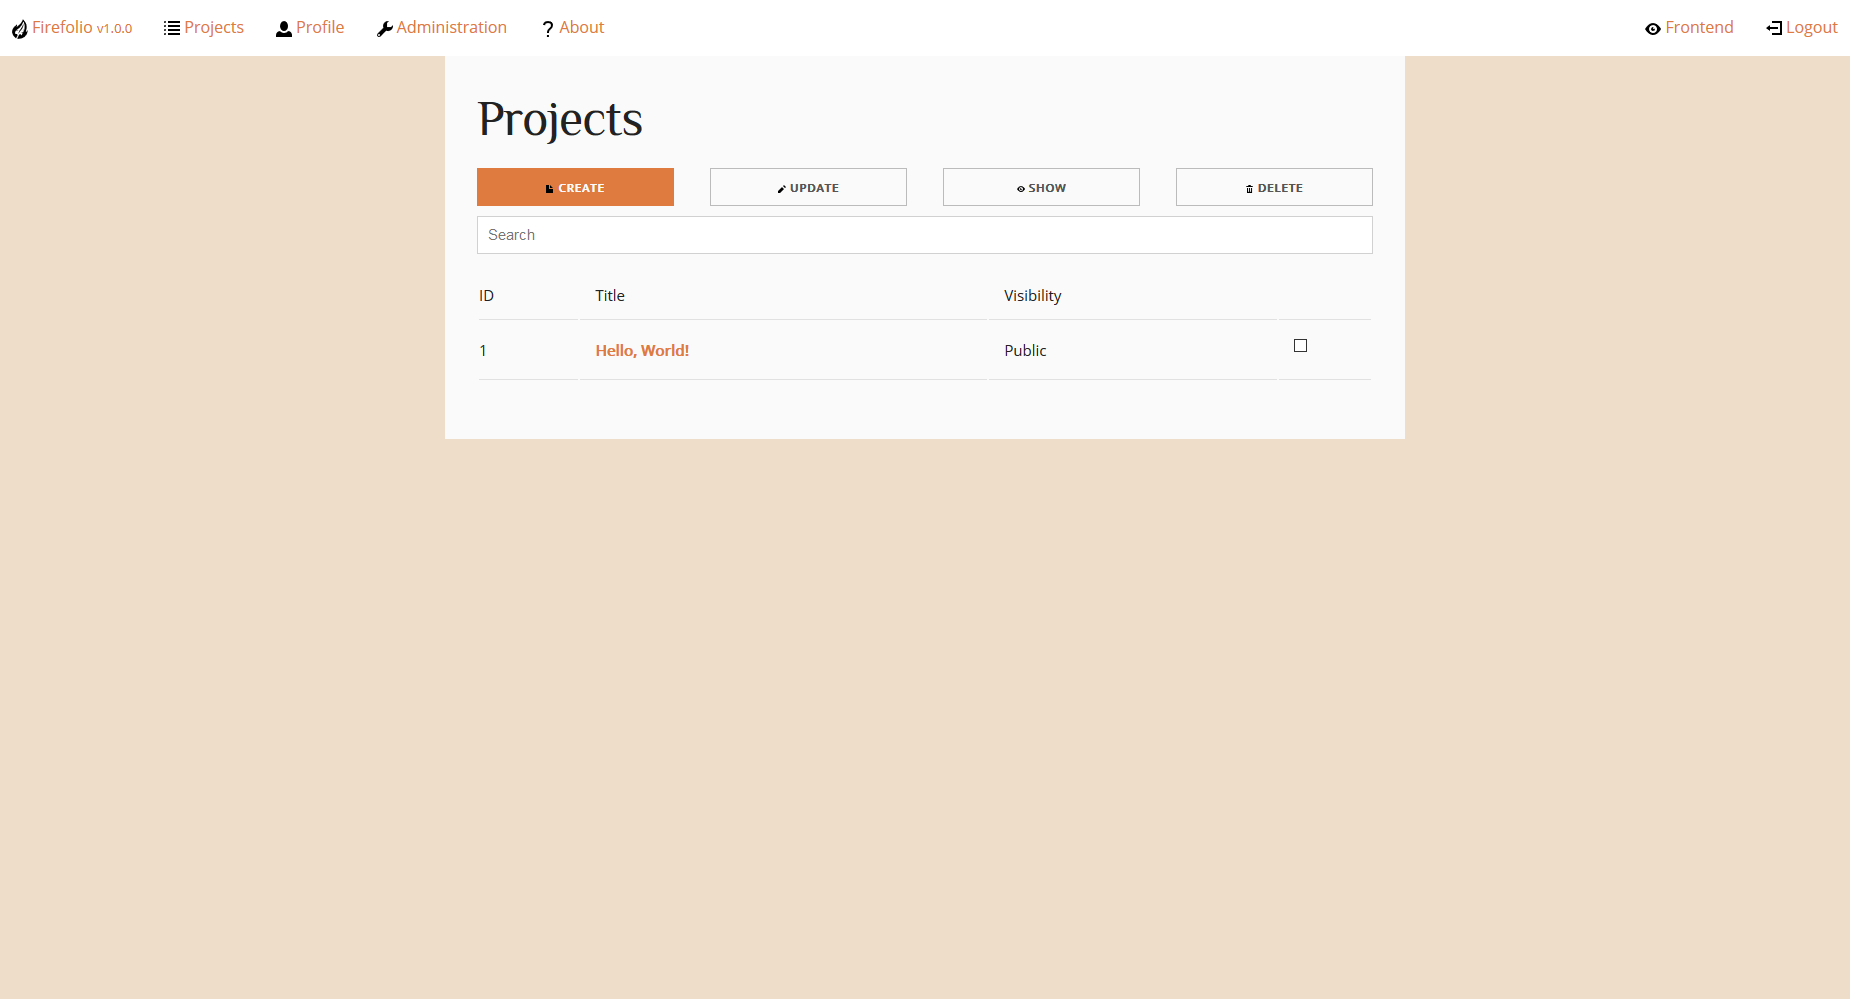 Firefolio v1.0.0 Projects Profile Administration About Frontend Logout
Projects
CREATE UPDATE SHOW DELETE
Search
ID Title Visibility
1 Hello, World! Public